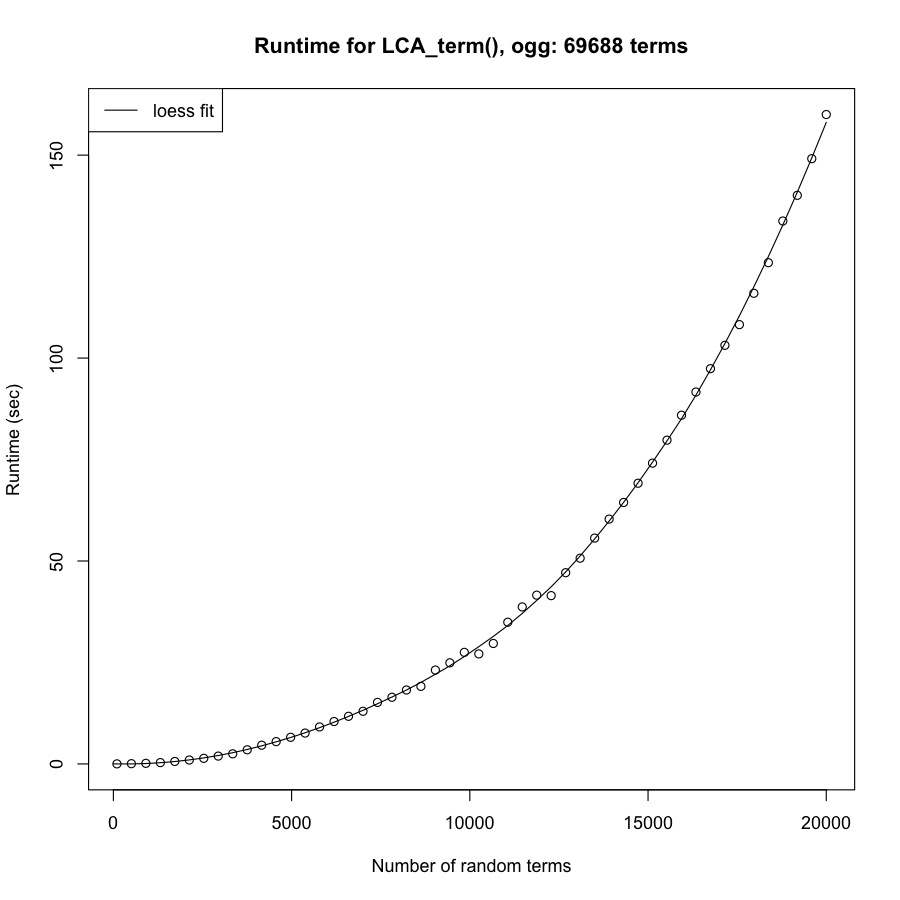 Runtime for LCA_term(), ogg: 69688 terms
loess fit
150
100
50
0
Runtime (sec)
0 5000 10000 15000 20000
Number of random terms